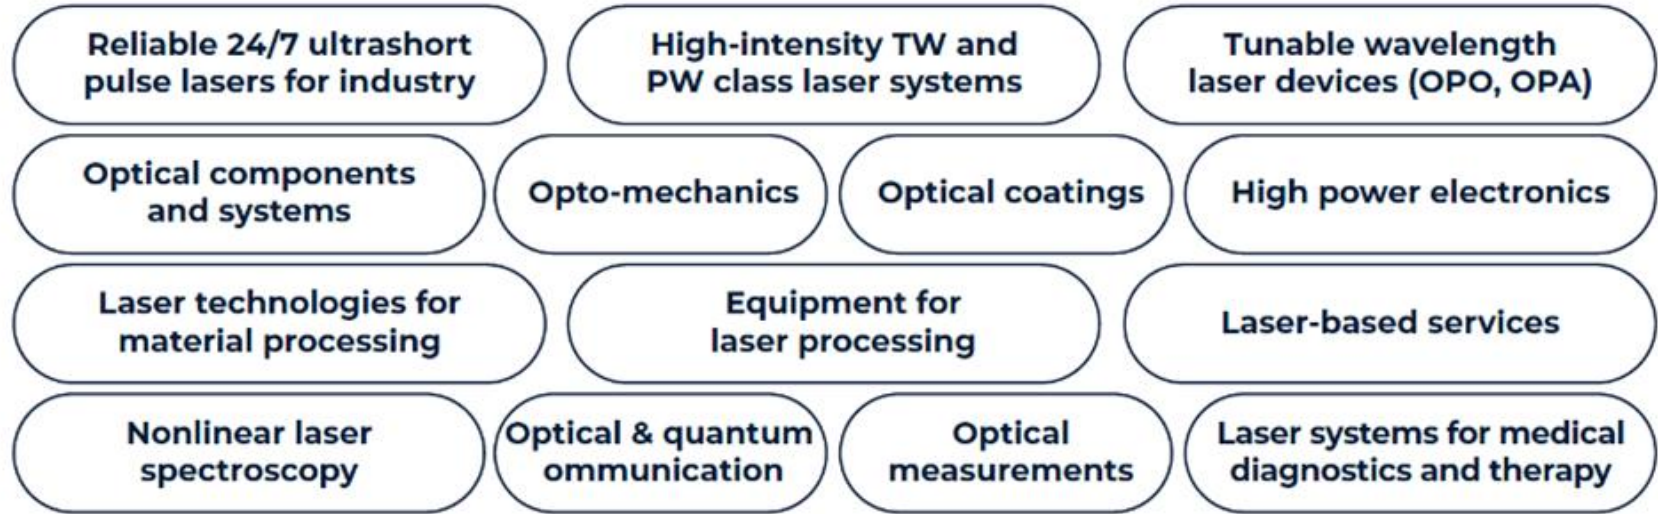 Reliable 24/7 ultrashort
pulse lasers for industry
High-intensity TW and
PW class laser systems
Tunable wavelength
laser devices (OPO, OPA)
Optical components
and systems
Opto-mechanics
Optical coatings
High power electronics
Laser technologies for
material processing
Equipment for
laser processing
Laser-based services
Nonlinear laser
spectroscopy
Optical & quantum
ommunication
Optical
measurements
Laser systems for medical
diagnostics and therapy